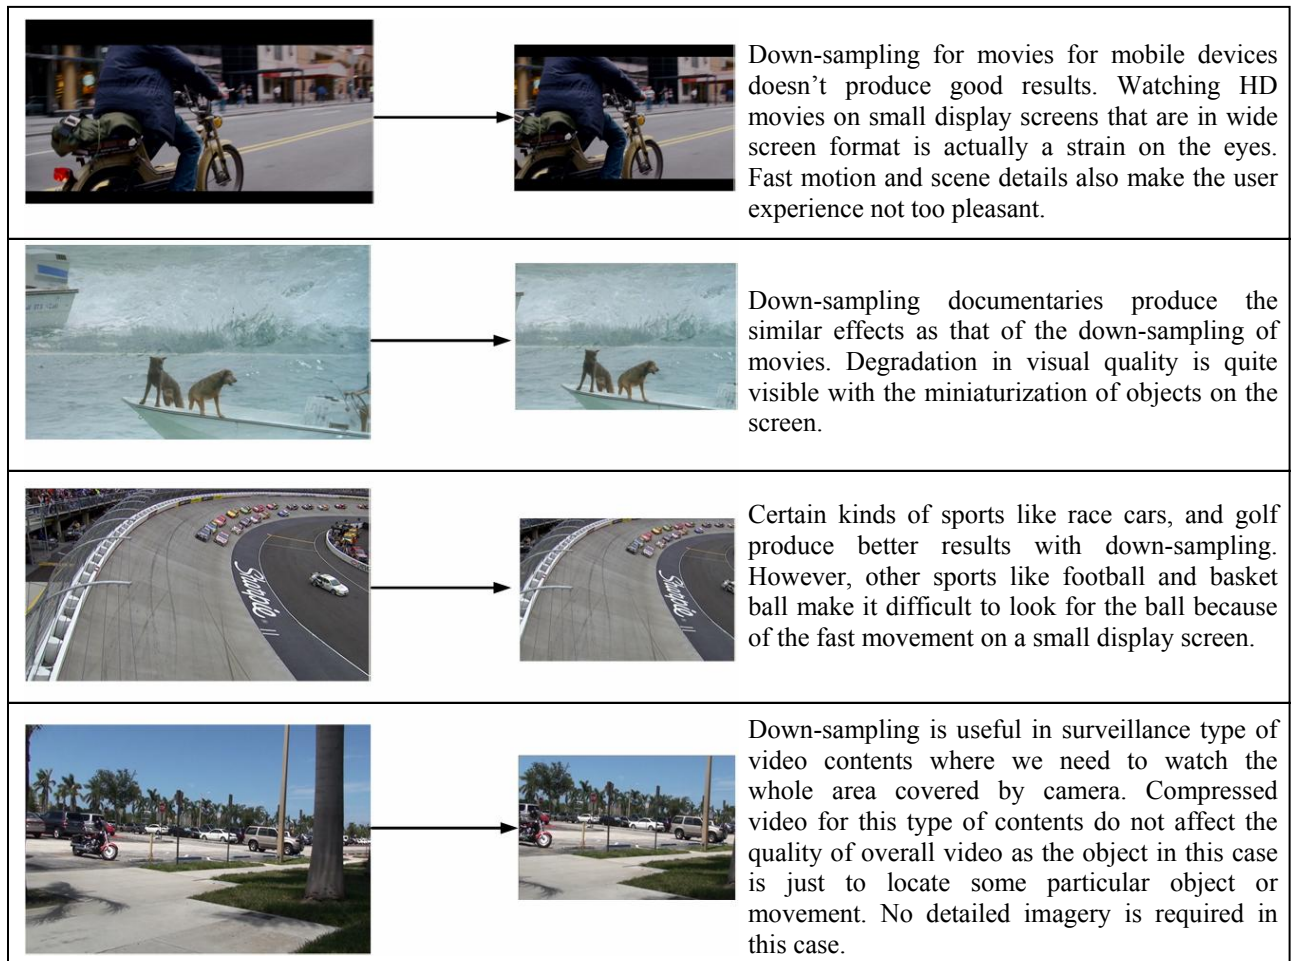 Down-sampling for movies for mobile devices
doesn't produce good results. Watching HD
movies on small display screens that are in wide
screen format is actually a strain on the eyes.
Fast motion and scene details also make the user
experience not too pleasant.
Down-sampling documentaries produce the
similar effects as that of the down-sampling of
movies. Degradation in visual quality is quite
visible with the miniaturization of objects on the
screen.
Sharpie
Sharpie
Certain kinds of sports like race cars, and golf
produce better results with down-sampling.
However, other sports like football and basket
ball make it difficult to look for the ball because
of the fast movement on a small display screen.
Down-sampling is useful in surveillance type of
video contents where we need to watch the
whole area covered by camera. Compressed
video for this type of contents do not affect the
quality of overall video as the object in this case
is just to locate some particular object or
movement. No detailed imagery is required in
this case.